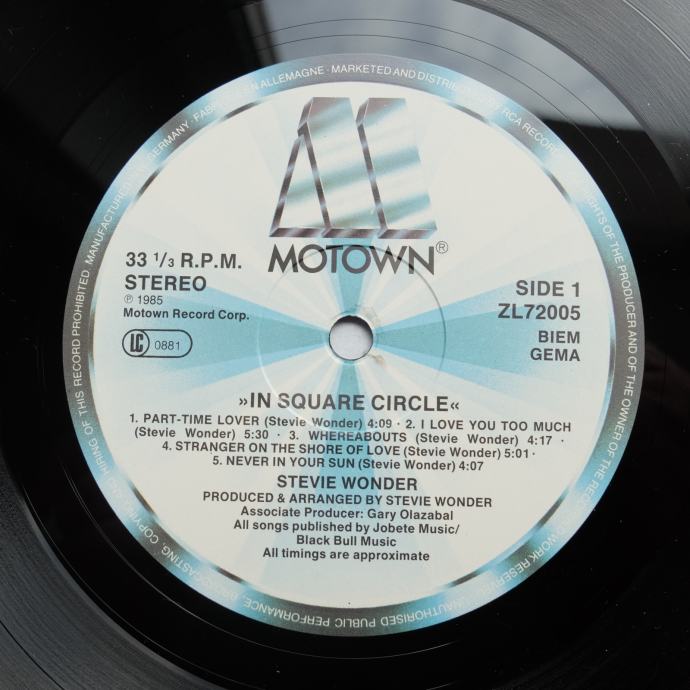 MANUFACTURED IN GERMANY · FABRIQUÉ EN ALLEMAGNE · MARKETED AND DISTRIBUTED BY RCA RECORDS
RIGHTS OF THE PRODUCER AND OF THE OWNER OF THE RECORDED WORK RESERVED. UNAUTHORISED PUBLIC PERFORMANCE, BROADCASTING, COPYING AND HIRING OF THIS RECORD PROHIBITED.
MOTOWN®
33 1/3 R.P.M.
STEREO
℗ 1985
Motown Record Corp.
LC 0881
SIDE 1
ZL72005
BIEM
GEMA
»IN SQUARE CIRCLE«
1. PART-TIME LOVER (Stevie Wonder) 4:09 · 2. I LOVE YOU TOO MUCH
(Stevie Wonder) 5:30 · 3. WHEREABOUTS (Stevie Wonder) 4:17 ·
4. STRANGER ON THE SHORE OF LOVE (Stevie Wonder) 5:01 ·
5. NEVER IN YOUR SUN (Stevie Wonder) 4:07
STEVIE WONDER
PRODUCED & ARRANGED BY STEVIE WONDER
Associate Producer: Gary Olazabal
All songs published by Jobete Music/
Black Bull Music
All timings are approximate